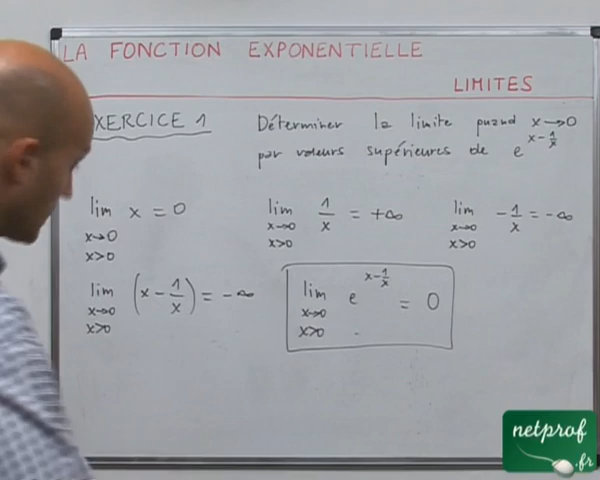 LA FONCTION EXPONENTIELLE
LIMITES
EXERCICE 1 Déterminer la limite quand x→0
par valeurs supérieures de e^(x-1/x)
lim x→0 x>0 x = 0
lim x→0 x>0 1/x = +∞
lim x→0 x>0 -1/x = -∞
lim x→0 x>0 (x - 1/x) = -∞
lim x→0 x>0 e^(x-1/x) = 0
netprof
.fr